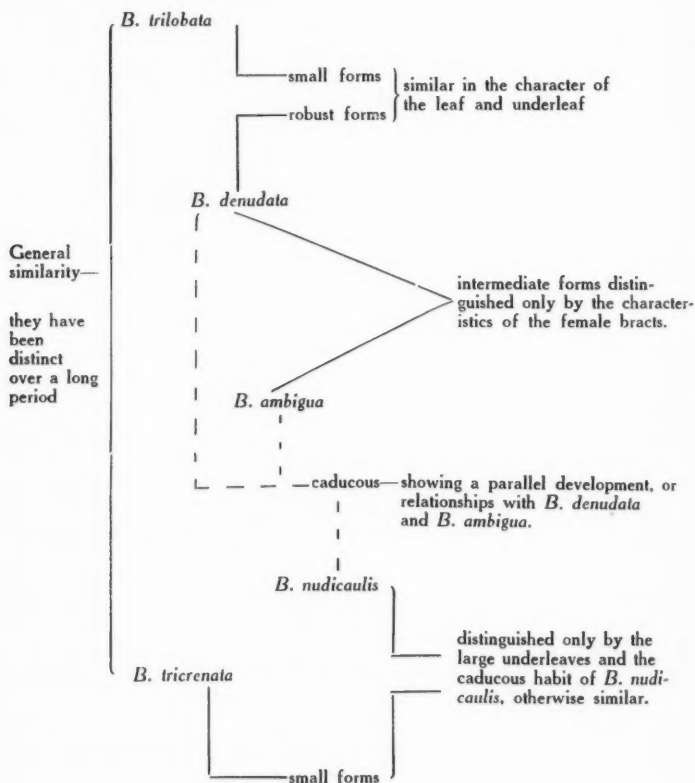 B. trilobata
small forms
similar in the character of
the leaf and underleaf
robust forms
B. denudata
General
similarity—
they have
been
distinct
over a long
period
intermediate forms distin-
guished only by the character-
istics of the female bracts.
B. ambigua
caducous—showing a parallel development, or
relationships with B. denudata
and B. ambigua.
B. nudicaulis
distinguished only by the
large underleaves and the
caducous habit of B. nudi-
caulis, otherwise similar.
B. tricrenata
small forms